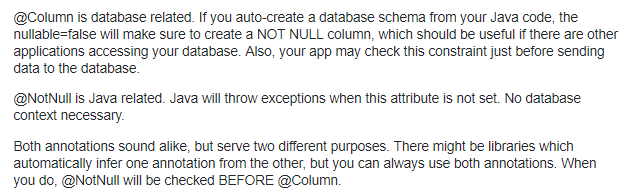 @Column is database related. If you auto-create a database schema from your Java code, the
nullable=false will make sure to create a NOT NULL column, which should be useful if there are other
applications accessing your database. Also, your app may check this constraint just before sending
data to the database.
@NotNull is Java related. Java will throw exceptions when this attribute is not set. No database
context necessary.
Both annotations sound alike, but serve two different purposes. There might be libraries which
automatically infer one annotation from the other, but you can always use both annotations. When
you do, @NotNull will be checked BEFORE @Column.